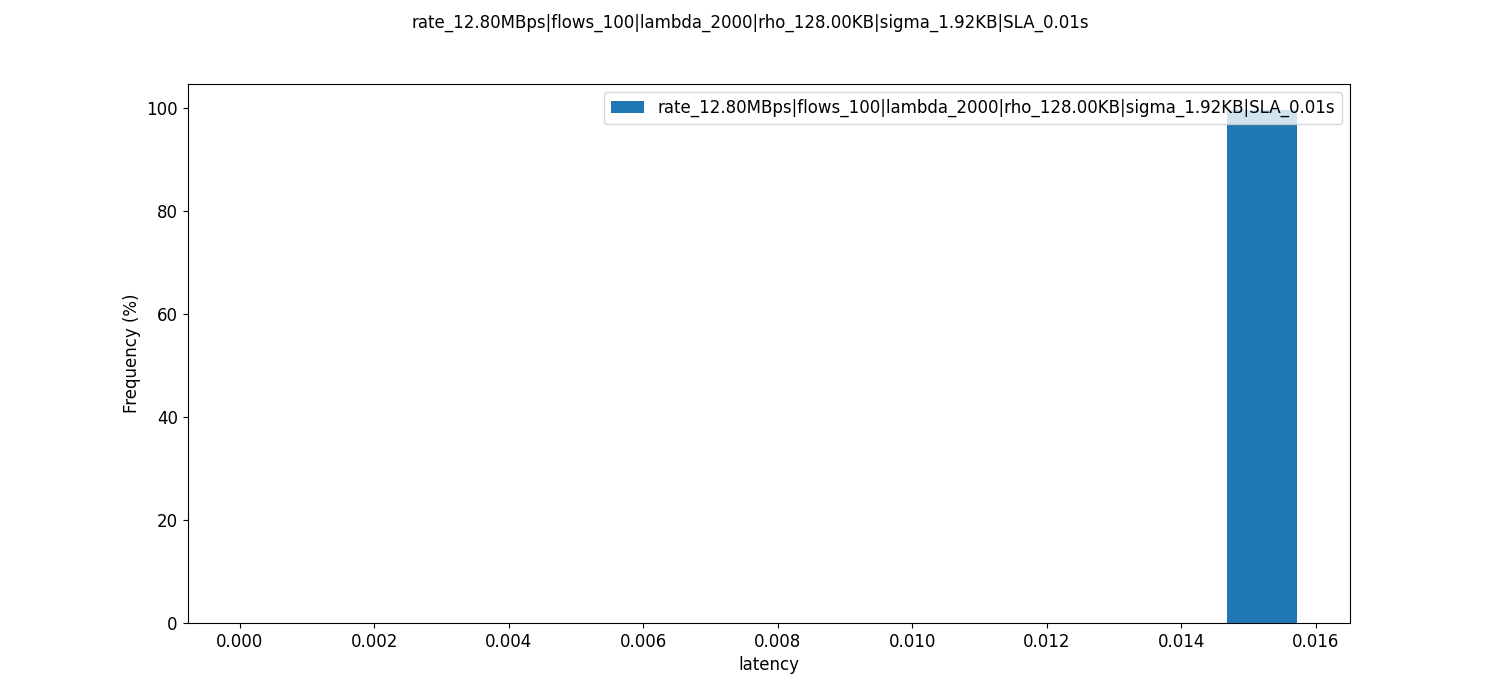 rate_12.80MBps|flows_100|lambda_2000|rho_128.00KB|sigma_1.92KB|SLA_0.01s
rate_12.80MBps|flows_100|lambda_2000|rho_128.00KB|sigma_1.92KB|SLA_0.01s
100
80
60
40
20
0
Frequency (%)
0.000 0.002 0.004 0.006 0.008 0.010 0.012 0.014 0.016
latency